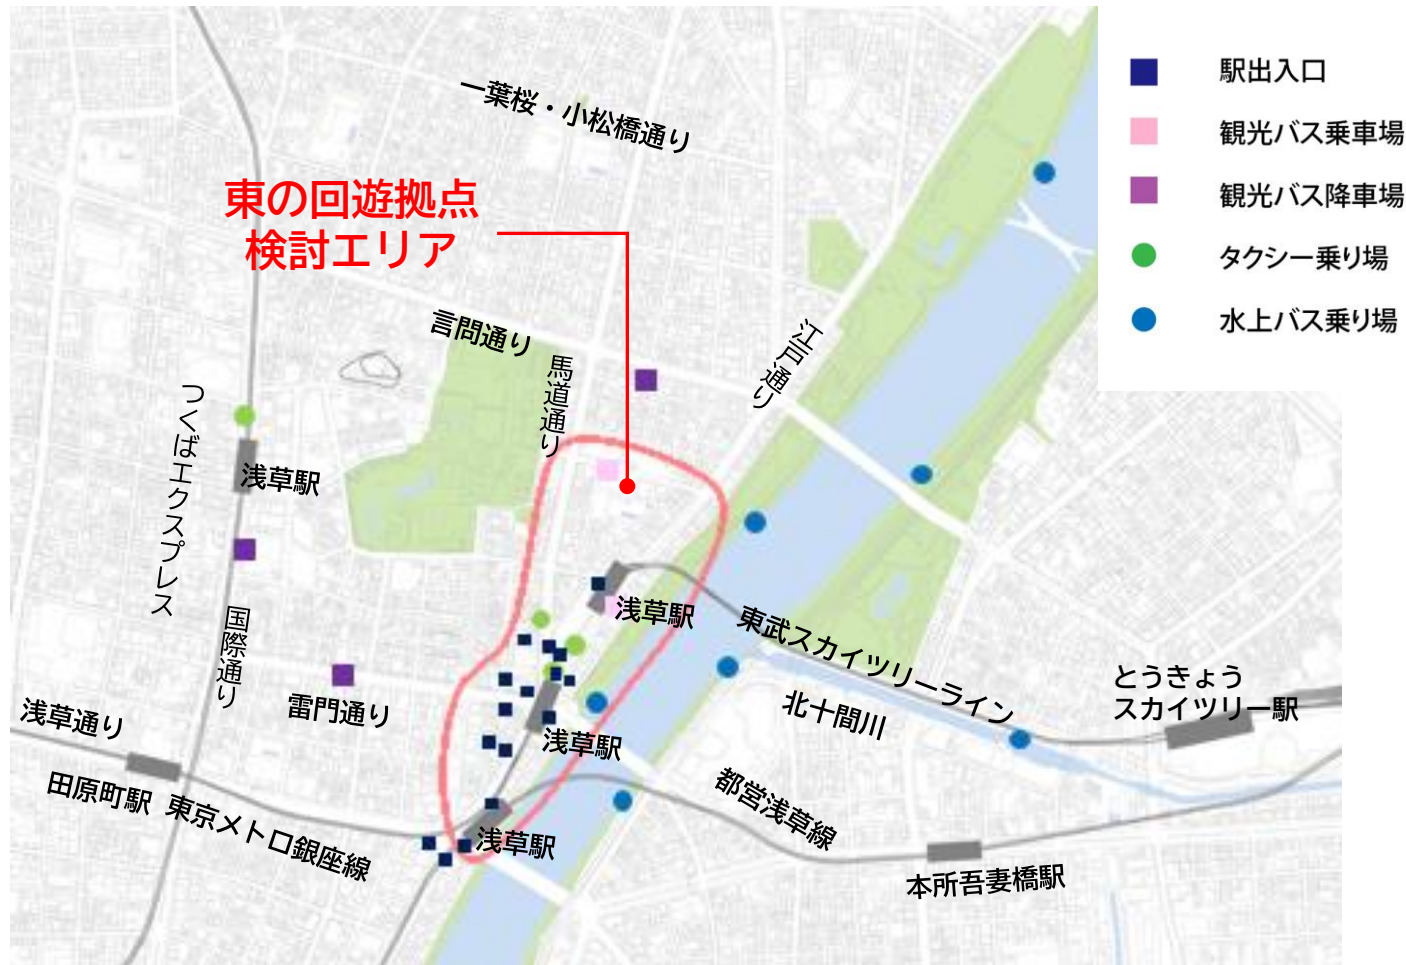 駅出入口
観光バス乗車場
観光バス降車場
タクシー乗り場
水上バス乗り場
一葉桜・小松橋通り
東の回遊拠点
検討エリア
言問通り
馬道通り
江戸通り
つくばエクスプレス
浅草駅
国際通り
浅草駅
東武スカイツリーライン
とうきょう
スカイツリー駅
雷門通り
北十間川
浅草通り
浅草駅
田原町駅
東京メトロ銀座線
都営浅草線
浅草駅
本所吾妻橋駅